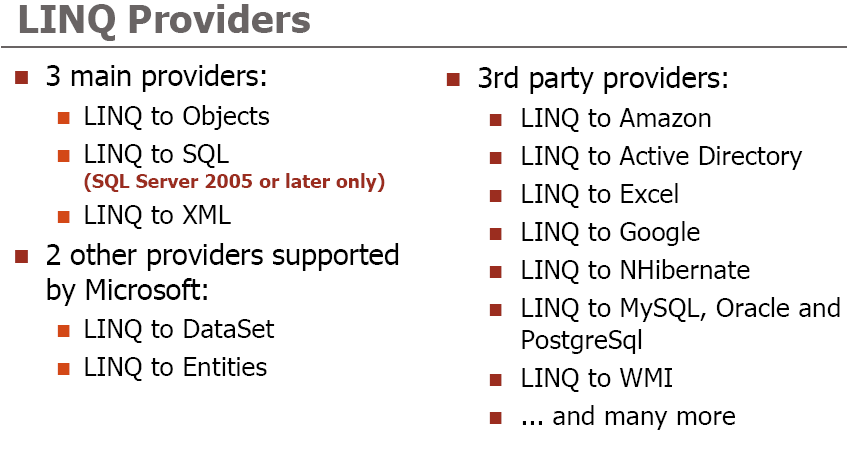 LINQ Providers
3 main providers:
LINQ to Objects
LINQ to SQL
(SQL Server 2005 or later only)
LINQ to XML
2 other providers supported
by Microsoft:
LINQ to DataSet
LINQ to Entities
3rd party providers:
LINQ to Amazon
LINQ to Active Directory
LINQ to Excel
LINQ to Google
LINQ to NHibernate
LINQ to MySQL, Oracle and
PostgreSql
LINQ to WMI
... and many more